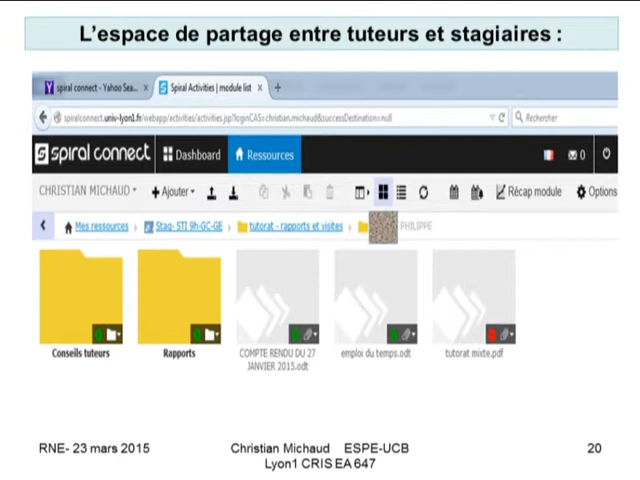 L'espace de partage entre tuteurs et stagiaires :
spiral connect - Yahoo Sea... × Spiral Activities | module list × +
spiralconnect.univ-lyon1.fr/webapp/activities/activities.jsp?loginCAS=christian.michaud&successDestination=null
Rechercher
spiral connect Dashboard Ressources 0
CHRISTIAN MICHAUD + Ajouter Récap module Options
Mes ressources Stag- STI 9h-GC-GE tutorat - rapports et visites PHILIPPE
Conseils tuteurs
Rapports
COMPTE RENDU DU 27
JANVIER 2015.odt
emploi du temps.odt
tutorat mixte.pdf
RNE- 23 mars 2015
Christian Michaud ESPE-UCB
Lyon1 CRIS EA 647
20